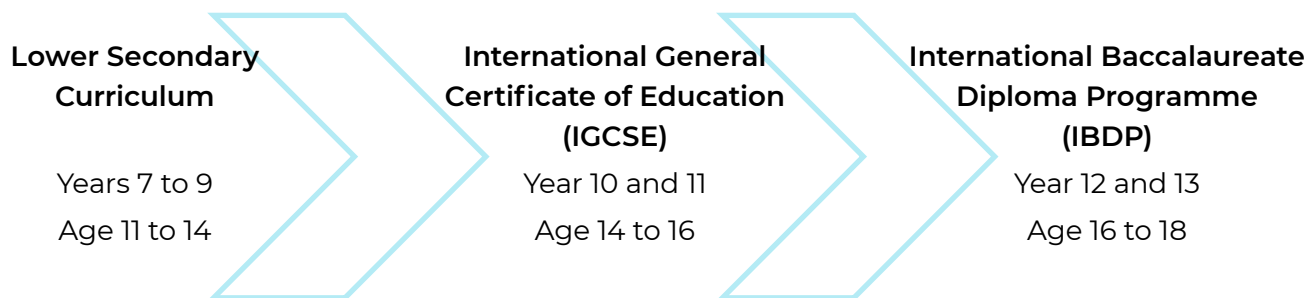 Lower Secondary
Curriculum
Years 7 to 9
Age 11 to 14
International General
Certificate of Education
(IGCSE)
Year 10 and 11
Age 14 to 16
International Baccalaureate
Diploma Programme
(IBDP)
Year 12 and 13
Age 16 to 18